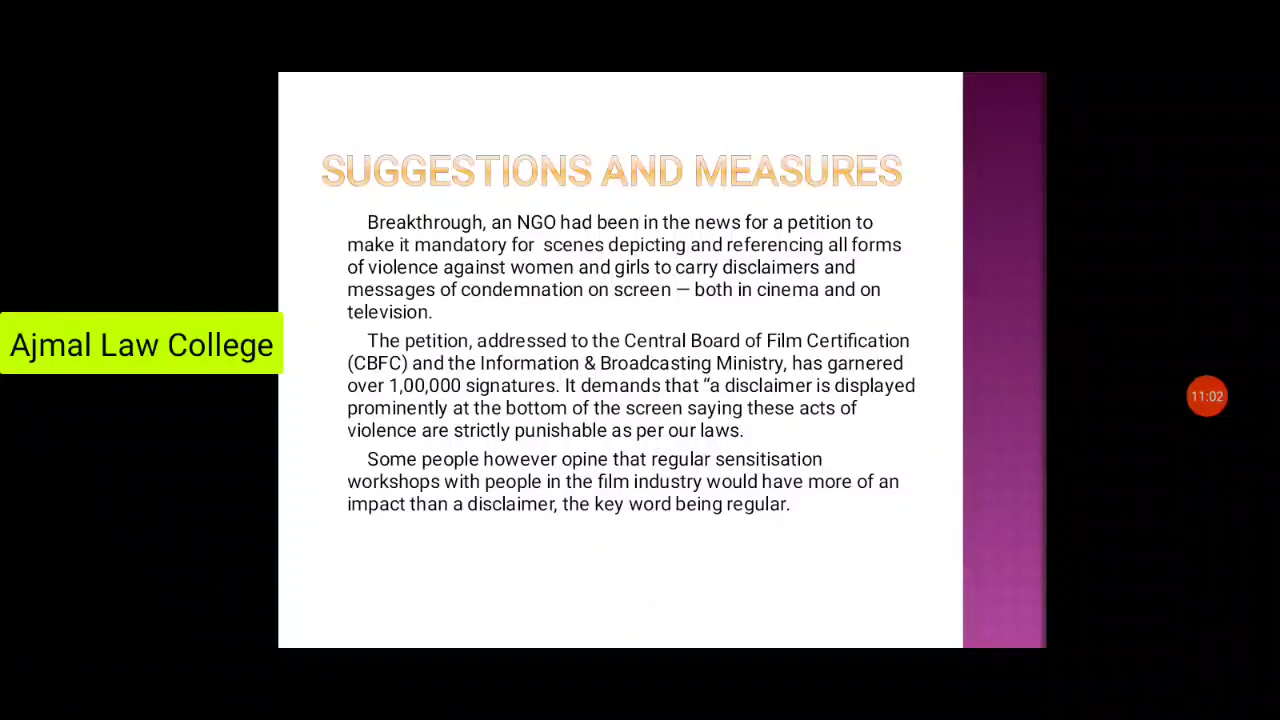 SUGGESTIONS AND MEASURES
Breakthrough, an NGO had been in the news for a petition to
make it mandatory for  scenes depicting and referencing all forms
of violence against women and girls to carry disclaimers and
messages of condemnation on screen — both in cinema and on
television.
The petition, addressed to the Central Board of Film Certification
(CBFC) and the Information & Broadcasting Ministry, has garnered
over 1,00,000 signatures. It demands that “a disclaimer is displayed
prominently at the bottom of the screen saying these acts of
violence are strictly punishable as per our laws.
Some people however opine that regular sensitisation
workshops with people in the film industry would have more of an
impact than a disclaimer, the key word being regular.
Ajmal Law College
11:02